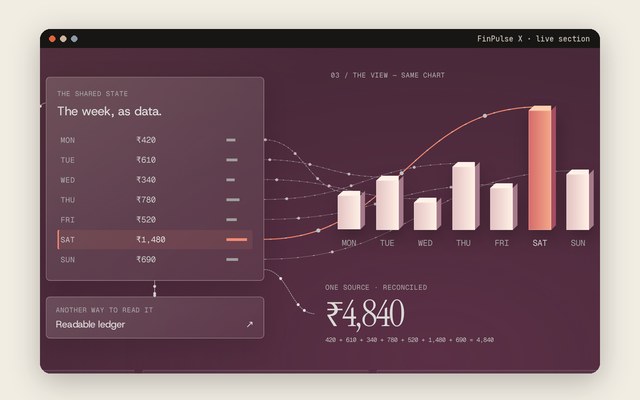 FinPulse X · live section
THE SHARED STATE
The week, as data.
MON ₹420
TUE ₹610
WED ₹340
THU ₹780
FRI ₹520
SAT ₹1,480
SUN ₹690
ANOTHER WAY TO READ IT
Readable ledger ↗
03 / THE VIEW — SAME CHART
MON TUE WED THU FRI SAT SUN
ONE SOURCE · RECONCILED
₹4,840
420 + 610 + 340 + 780 + 520 + 1,480 + 690 = 4,840